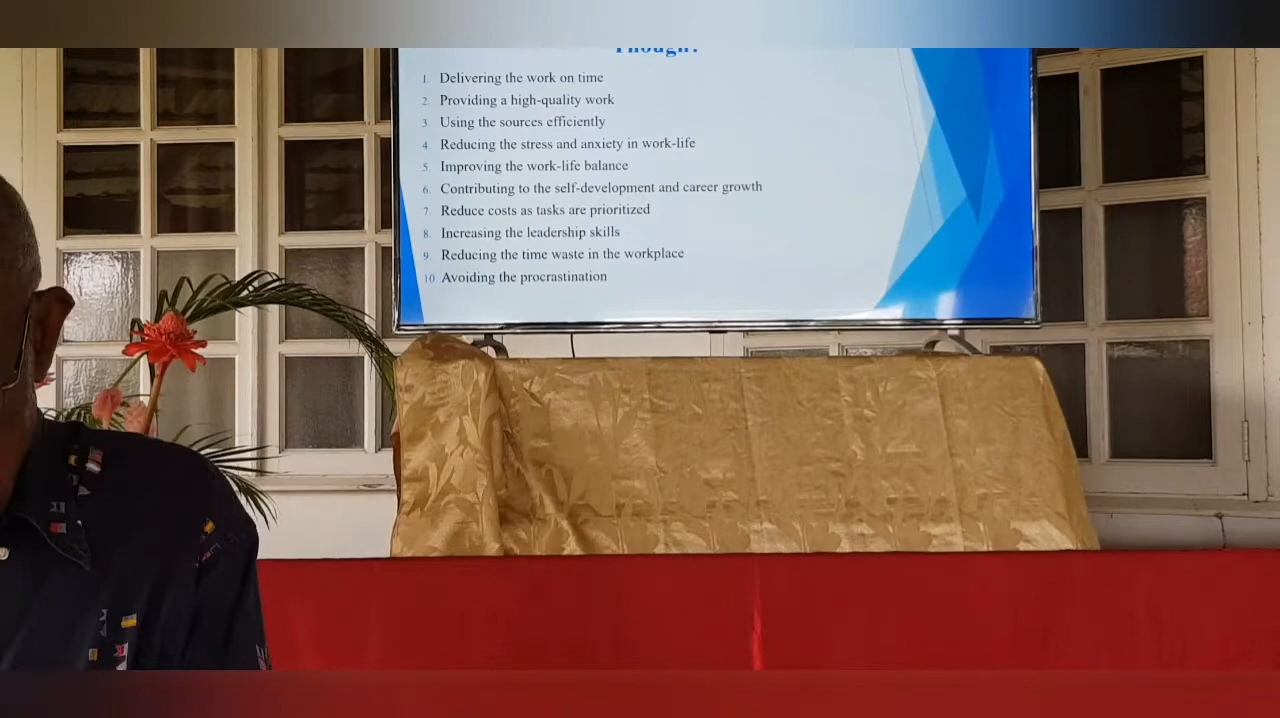 Though?
1. Delivering the work on time
2. Providing a high-quality work
3. Using the sources efficiently
4. Reducing the stress and anxiety in work-life
5. Improving the work-life balance
6. Contributing to the self-development and career growth
7. Reduce costs as tasks are prioritized
8. Increasing the leadership skills
9. Reducing the time waste in the workplace
10. Avoiding the procrastination